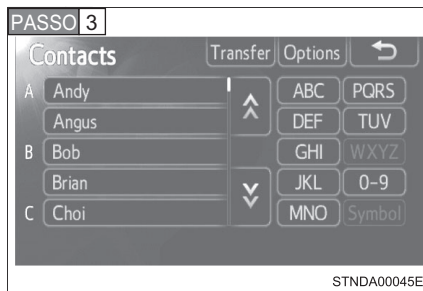 PASSO 3
Contacts Transfer Options
A Andy ABC PQRS
Angus DEF TUV
B Bob GHI WXYZ
Brian JKL 0-9
C Choi MNO Symbol
STNDA00045E